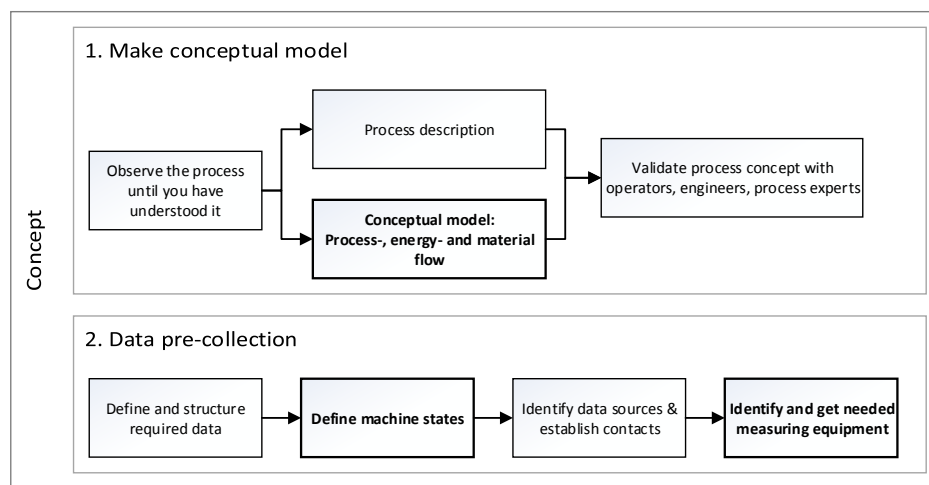 Concept
1. Make conceptual model
Observe the process
until you have
understood it
Process description
Conceptual model:
Process-, energy- and material
flow
Validate process concept with
operators, engineers, process experts
2. Data pre-collection
Define and structure
required data
Define machine states
Identify data sources &
establish contacts
Identify and get needed
measuring equipment